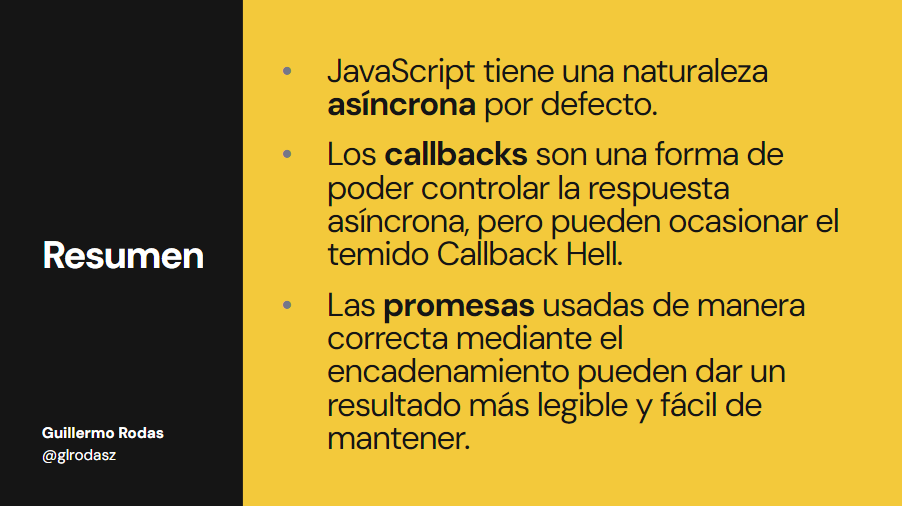 Resumen
Guillermo Rodas
@glrodasz
• JavaScript tiene una naturaleza
asíncrona por defecto.
• Los callbacks son una forma de
poder controlar la respuesta
asíncrona, pero pueden ocasionar el
temido Callback Hell.
• Las promesas usadas de manera
correcta mediante el
encadenamiento pueden dar un
resultado más legible y fácil de
mantener.